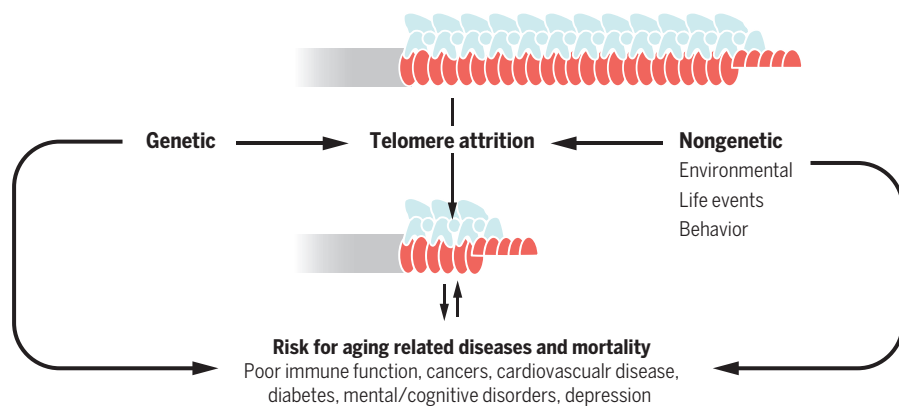 Genetic
Telomere attrition
Nongenetic
Environmental
Life events
Behavior
Risk for aging related diseases and mortality
Poor immune function, cancers, cardiovascualr disease,
diabetes, mental/cognitive disorders, depression